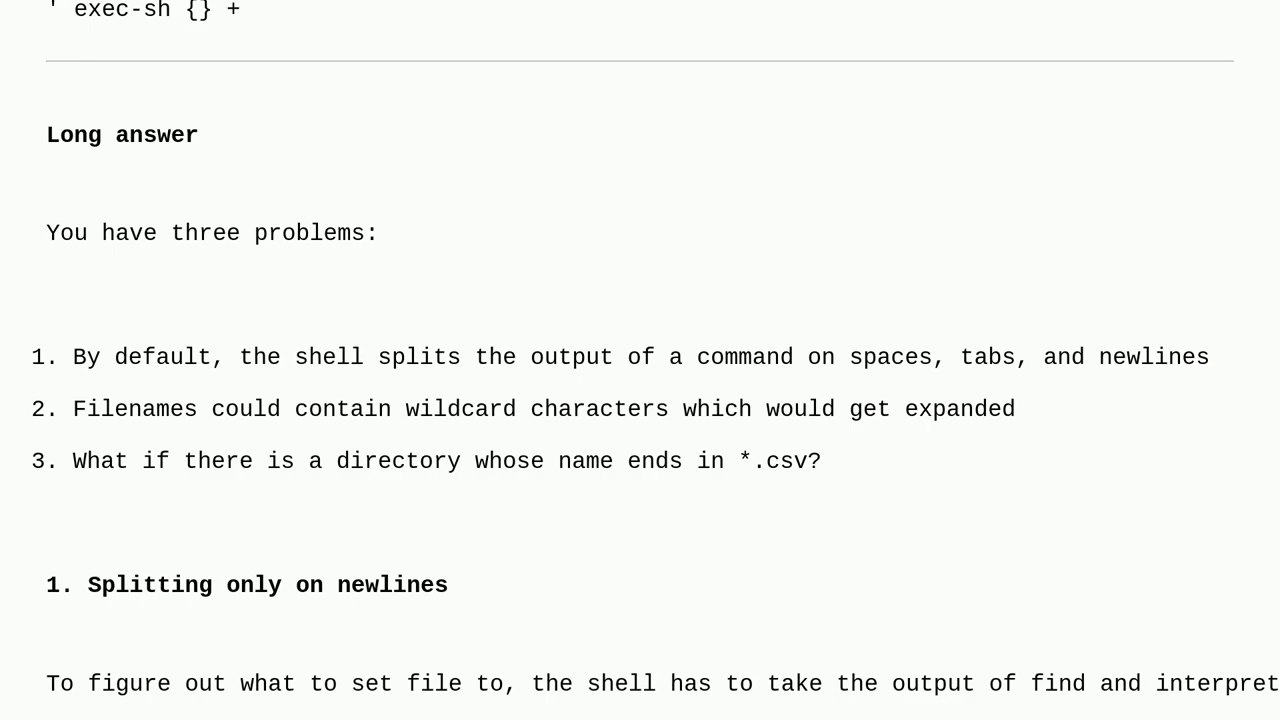 ' exec-sh {} +
Long answer
You have three problems:
1. By default, the shell splits the output of a command on spaces, tabs, and newlines
2. Filenames could contain wildcard characters which would get expanded
3. What if there is a directory whose name ends in *.csv?
1. Splitting only on newlines
To figure out what to set file to, the shell has to take the output of find and interpret